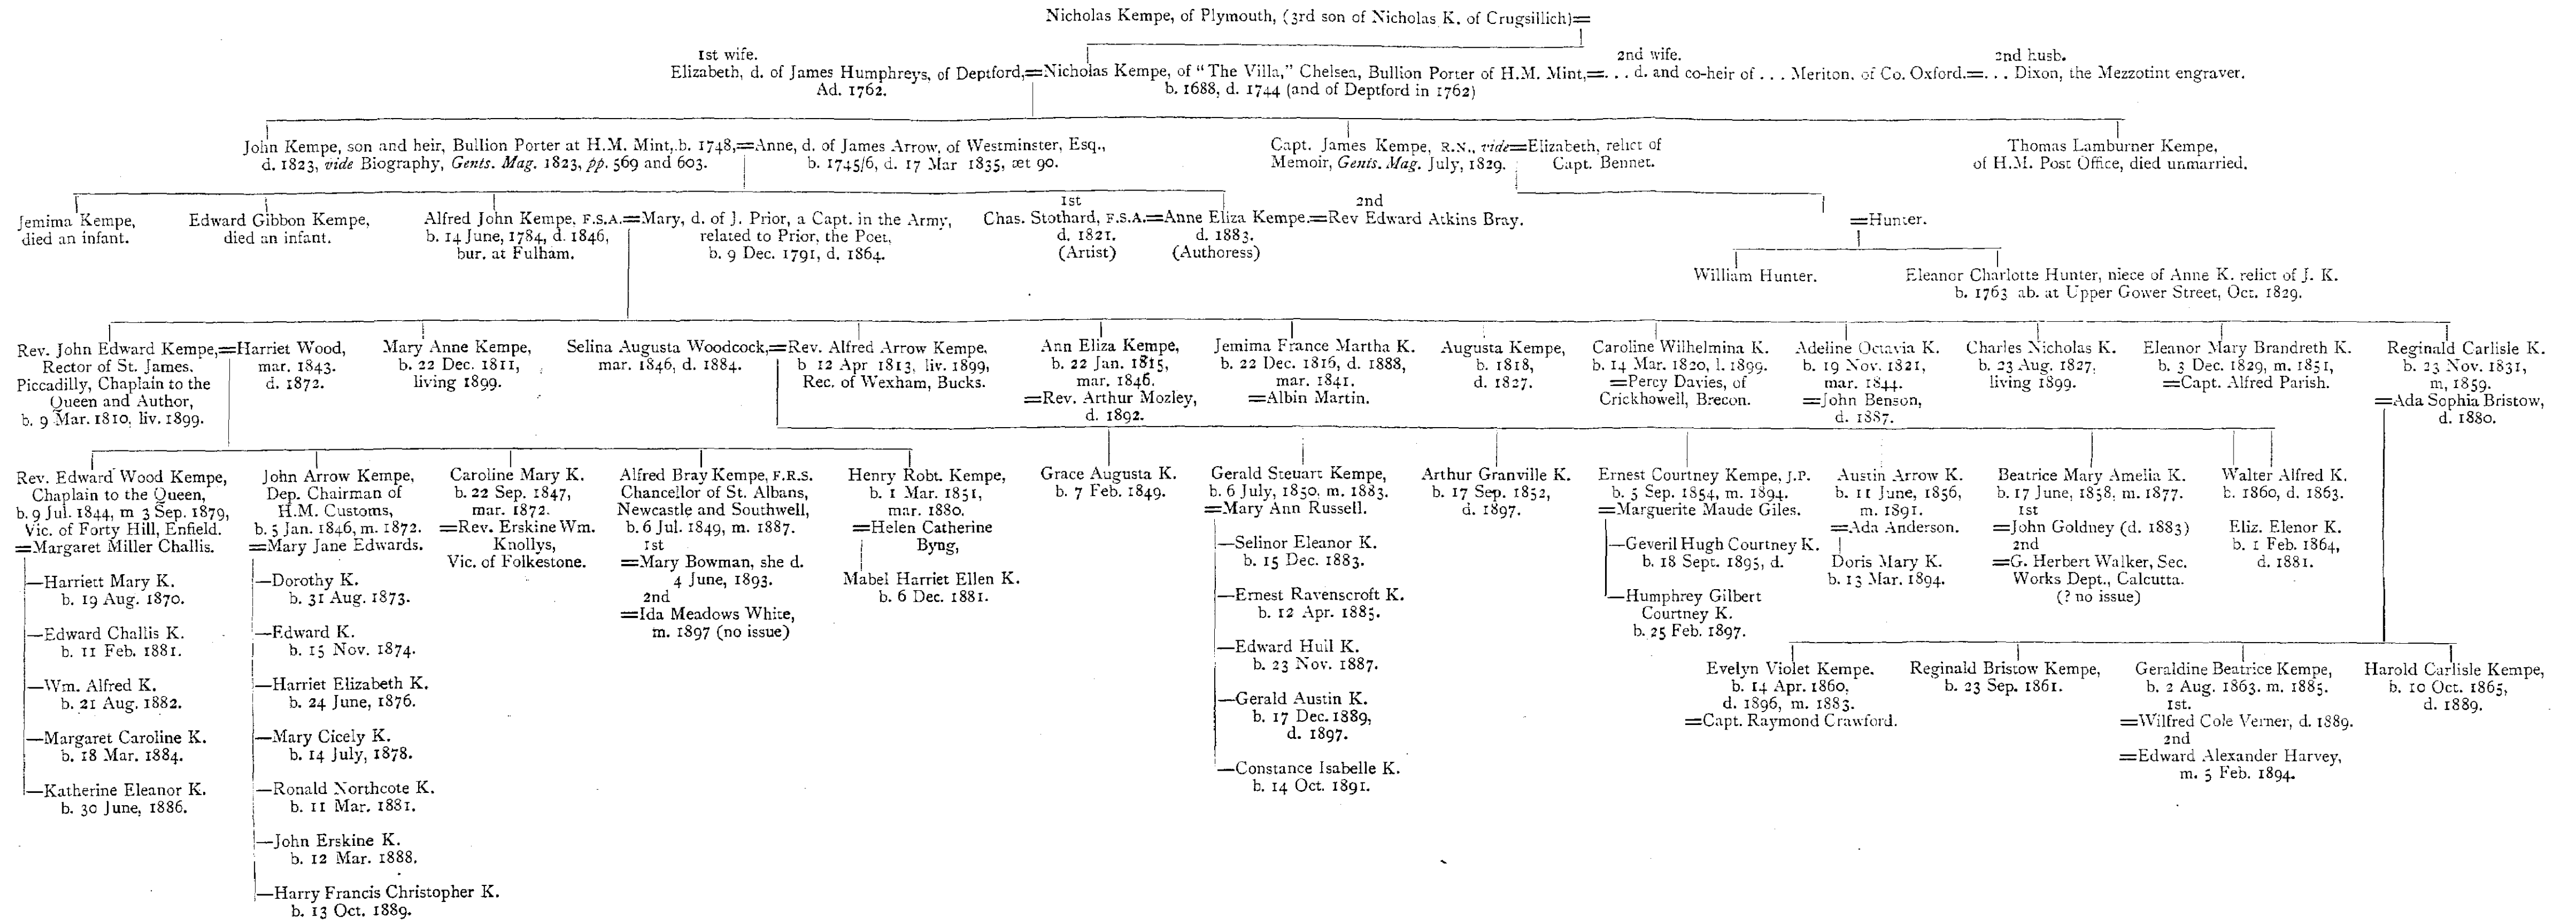 Nicholas Kempe, of Plymouth, (3rd son of Nicholas K. of Crugsillich)=
1st wife.
2nd wife.
2nd husb.
Elizabeth, d. of James Humphreys, of Deptford,=Nicholas Kempe, of "The Villa," Chelsea, Bullion Porter of H.M. Mint,=. . . d. and co-heir of . . . Meriton. of Co. Oxford.=. . . Dixon, the Mezzotint engraver.
Ad. 1762.
b. 1688, d. 1744 (and of Deptford in 1762)
John Kempe, son and heir, Bullion Porter at H.M. Mint,.b. 1748,=Anne, d. of James Arrow, of Westminster, Esq.,
d. 1823, vide Biography, Gents. Mag. 1823, pp. 569 and 603.
b. 1745/6, d. 17 Mar 1835, æt 90.
Capt. James Kempe, R.N., vide=Elizabeth, relict of
Memoir, Gents. Mag. July, 1829.
Capt. Bennet.
Thomas Lamburner Kempe,
of H.M. Post Office, died unmarried.
Jemima Kempe,
died an infant.
Edward Gibbon Kempe,
died an infant.
Alfred John Kempe, F.S.A.=Mary, d. of J. Prior, a Capt. in the Army,
b. 14 June, 1784, d. 1846,
bur. at Fulham.
related to Prior, the Poet,
b. 9 Dec. 1791, d. 1864.
1st
2nd
Chas. Stothard, F.S.A.=Anne Eliza Kempe.=Rev Edward Atkins Bray.
d. 1821.
(Artist)
d. 1883.
(Authoress)
=Hunter.
William Hunter.
Eleanor Charlotte Hunter, niece of Anne K. relict of J. K.
b. 1763 ab. at Upper Gower Street, Oct. 1829.
Rev. John Edward Kempe,=Harriet Wood,
Rector of St. James,
Piccadilly, Chaplain to the
Queen and Author,
b. 9 Mar. 1810, liv. 1899.
mar. 1843.
d. 1872.
Mary Anne Kempe,
b. 22 Dec. 1811,
living 1899.
Selina Augusta Woodcock,=Rev. Alfred Arrow Kempe,
mar. 1846, d. 1884.
b 12 Apr 1813, liv. 1899,
Rec. of Wexham, Bucks.
Ann Eliza Kempe,
b. 22 Jan. 1815,
mar. 1846.
=Rev. Arthur Mozley,
d. 1892.
Jemima France Martha K.
b. 22 Dec. 1816, d. 1888,
mar. 1841.
=Albin Martin.
Augusta Kempe,
b. 1818,
d. 1827.
Caroline Wilhelmina K.
b. 14 Mar. 1820, l. 1899.
=Percy Davies, of
Crickhowell, Brecon.
Adeline Octavia K.
b. 19 Nov. 1821,
mar. 1844.
=John Benson,
d. 1887.
Charles Nicholas K.
b. 23 Aug. 1827,
living 1899.
Eleanor Mary Brandreth K.
b. 3 Dec. 1829, m. 1851,
=Capt. Alfred Parish.
Reginald Carlisle K.
b. 23 Nov. 1831,
m, 1859.
=Ada Sophia Bristow,
d. 1880.
Rev. Edward Wood Kempe,
Chaplain to the Queen,
b. 9 Jul. 1844, m 3 Sep. 1879,
Vic. of Forty Hill, Enfield.
=Margaret Miller Challis.
—Harriett Mary K.
b. 19 Aug. 1870.
—Edward Challis K.
b. 11 Feb. 1881.
—Wm. Alfred K.
b. 21 Aug. 1882.
—Margaret Caroline K.
b. 18 Mar. 1884.
—Katherine Eleanor K.
b. 30 June, 1886.
John Arrow Kempe,
Dep. Chairman of
H.M. Customs,
b. 5 Jan. 1846, m. 1872.
=Mary Jane Edwards.
—Dorothy K.
b. 31 Aug. 1873.
—Edward K.
b. 15 Nov. 1874.
—Harriet Elizabeth K.
b. 24 June, 1876.
—Mary Cicely K.
b. 14 July, 1878.
—Ronald Northcote K.
b. 11 Mar. 1881.
—John Erskine K.
b. 12 Mar. 1888.
—Harry Francis Christopher K.
b. 13 Oct. 1889.
Caroline Mary K.
b. 22 Sep. 1847,
mar. 1872.
=Rev. Erskine Wm.
Knollys,
Vic. of Folkestone.
Alfred Bray Kempe, F.R.S.
Chancellor of St. Albans,
Newcastle and Southwell,
b. 6 Jul. 1849, m. 1887.
1st
=Mary Bowman, she d.
4 June, 1893.
2nd
=Ida Meadows White,
m. 1897 (no issue)
Henry Robt. Kempe,
b. 1 Mar. 1851,
mar. 1880.
=Helen Catherine
Byng,
Mabel Harriet Ellen K.
b. 6 Dec. 1881.
Grace Augusta K.
b. 7 Feb. 1849.
Gerald Steuart Kempe,
b. 6 July, 1850, m. 1883.
=Mary Ann Russell.
—Selinor Eleanor K.
b. 15 Dec. 1883.
—Ernest Ravenscroft K.
b. 12 Apr. 1885.
—Edward Hull K.
b. 23 Nov. 1887.
—Gerald Austin K.
b. 17 Dec. 1889,
d. 1897.
—Constance Isabelle K.
b. 14 Oct. 1891.
Arthur Granville K.
b. 17 Sep. 1852,
d. 1897.
Ernest Courtney Kempe, J.P.
b. 5 Sep. 1854, m. 1894.
=Marguerite Maude Giles.
—Geveril Hugh Courtney K.
b. 18 Sept. 1895, d.
—Humphrey Gilbert
Courtney K.
b. 25 Feb. 1897.
Austin Arrow K.
b. 11 June, 1856,
m. 1891.
=Ada Anderson.
Doris Mary K.
b. 13 Mar. 1894.
Beatrice Mary Amelia K.
b. 17 June, 1858, m. 1877.
1st
=John Goldney (d. 1883)
2nd
=G. Herbert Walker, Sec.
Works Dept., Calcutta.
(? no issue)
Walter Alfred K.
b. 1860, d. 1863.
Eliz. Elenor K.
b. 1 Feb. 1864,
d. 1881.
Evelyn Violet Kempe.
b. 14 Apr. 1860,
d. 1896, m. 1883.
=Capt. Raymond Crawford.
Reginald Bristow Kempe,
b. 23 Sep. 1861.
Geraldine Beatrice Kempe,
b. 2 Aug. 1863. m. 1885.
1st.
=Wilfred Cole Verner, d. 1889.
2nd
=Edward Alexander Harvey,
m. 5 Feb. 1894.
Harold Carlisle Kempe,
b. 10 Oct. 1865,
d. 1889.